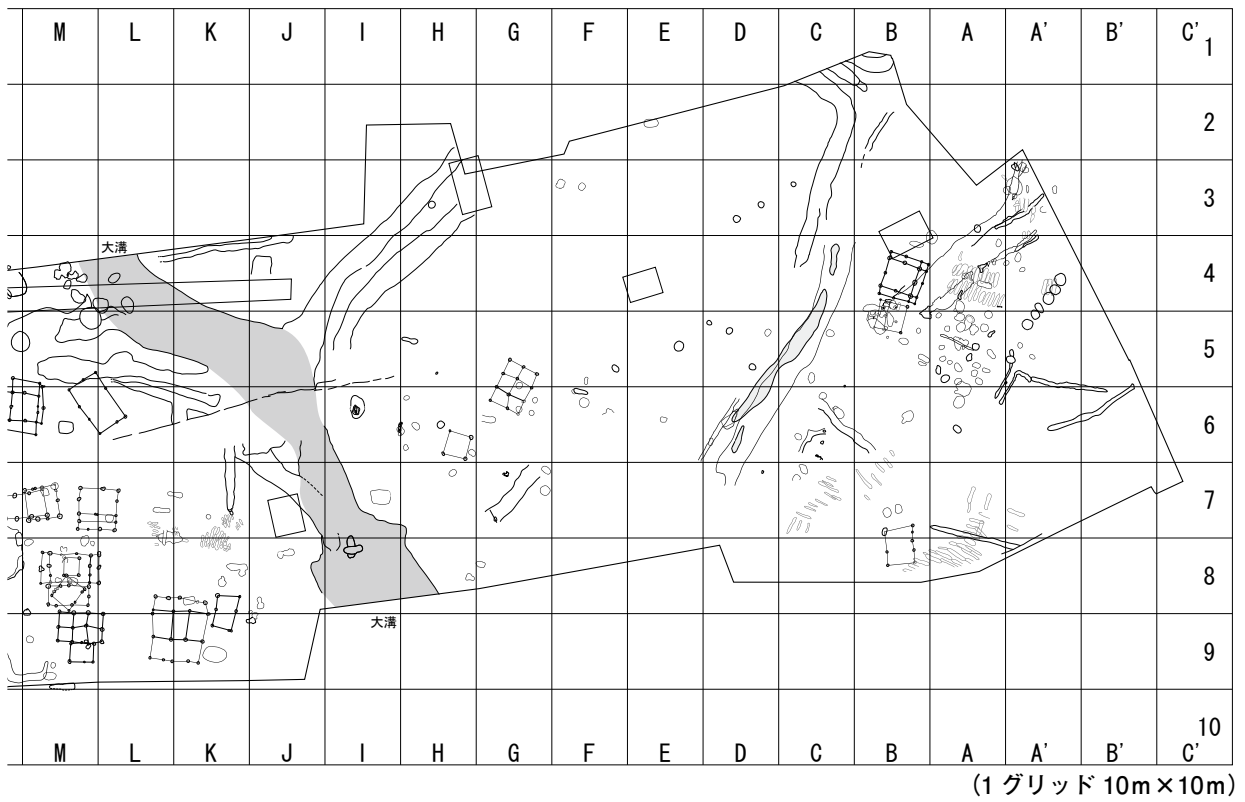 M L K J I H G F E D C B A A' B' C'
1
2
3
大溝
4
5
6
7
8
大溝
9
10
M L K J I H G F E D C B A A' B' C'
(1 グリッド 10m×10m)